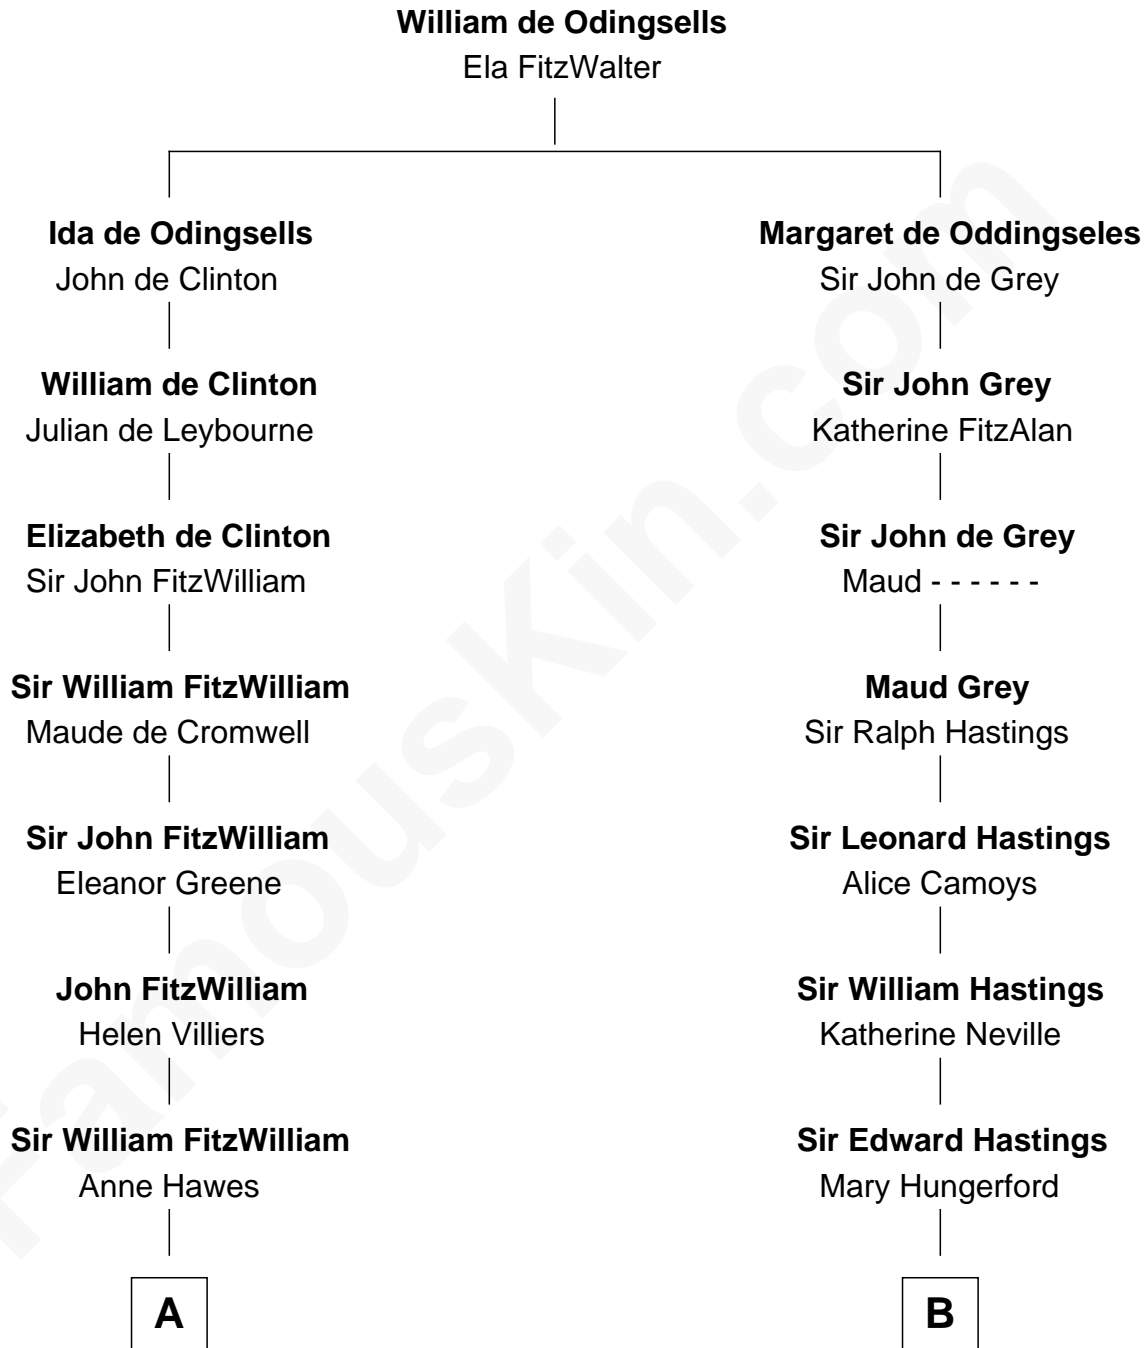 William de Odingsells
Ela FitzWalter
Ida de Odingsells
John de Clinton
Margaret de Oddingseles
Sir John de Grey
William de Clinton
Julian de Leybourne
Sir John Grey
Katherine FitzAlan
Elizabeth de Clinton
Sir John FitzWilliam
Sir John de Grey
Maud - - - - - -
Sir William FitzWilliam
Maude de Cromwell
Maud Grey
Sir Ralph Hastings
Sir John FitzWilliam
Eleanor Greene
Sir Leonard Hastings
Alice Camoys
John FitzWilliam
Helen Villiers
Sir William Hastings
Katherine Neville
Sir William FitzWilliam
Anne Hawes
Sir Edward Hastings
Mary Hungerford
A
B
FamousKin.com